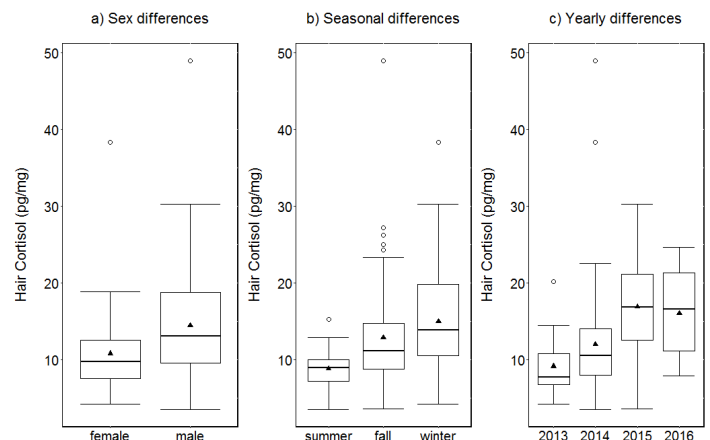 a) Sex differences
b) Seasonal differences
c) Yearly differences
Hair Cortisol (pg/mg)
50
40
30
20
10
female male
Hair Cortisol (pg/mg)
50
40
30
20
10
summer fall winter
Hair Cortisol (pg/mg)
50
40
30
20
10
2013 2014 2015 2016